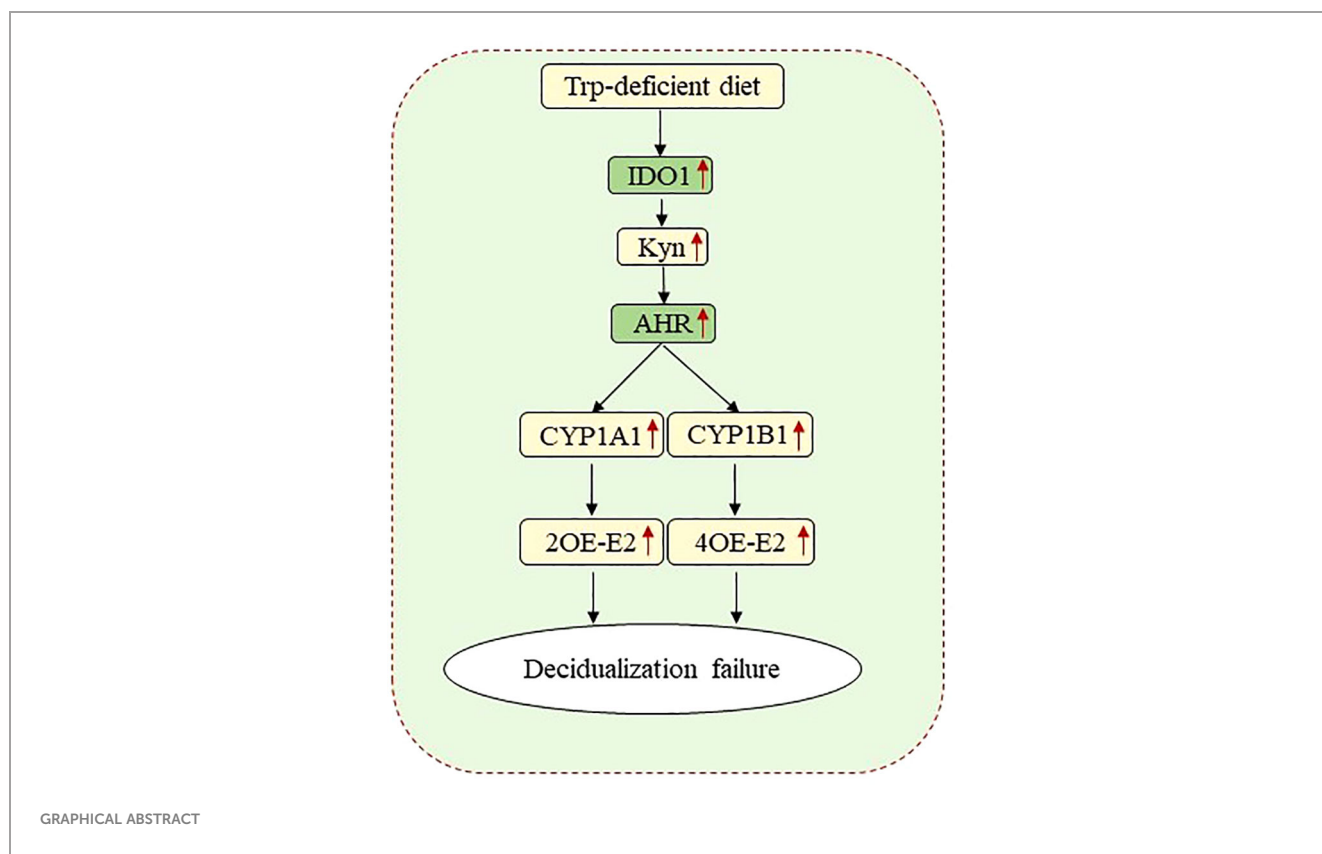 Trp-deficient diet
IDO1
Kyn
AHR
CYP1A1 CYP1B1
2OE-E2 4OE-E2
Decidualization failure
GRAPHICAL ABSTRACT